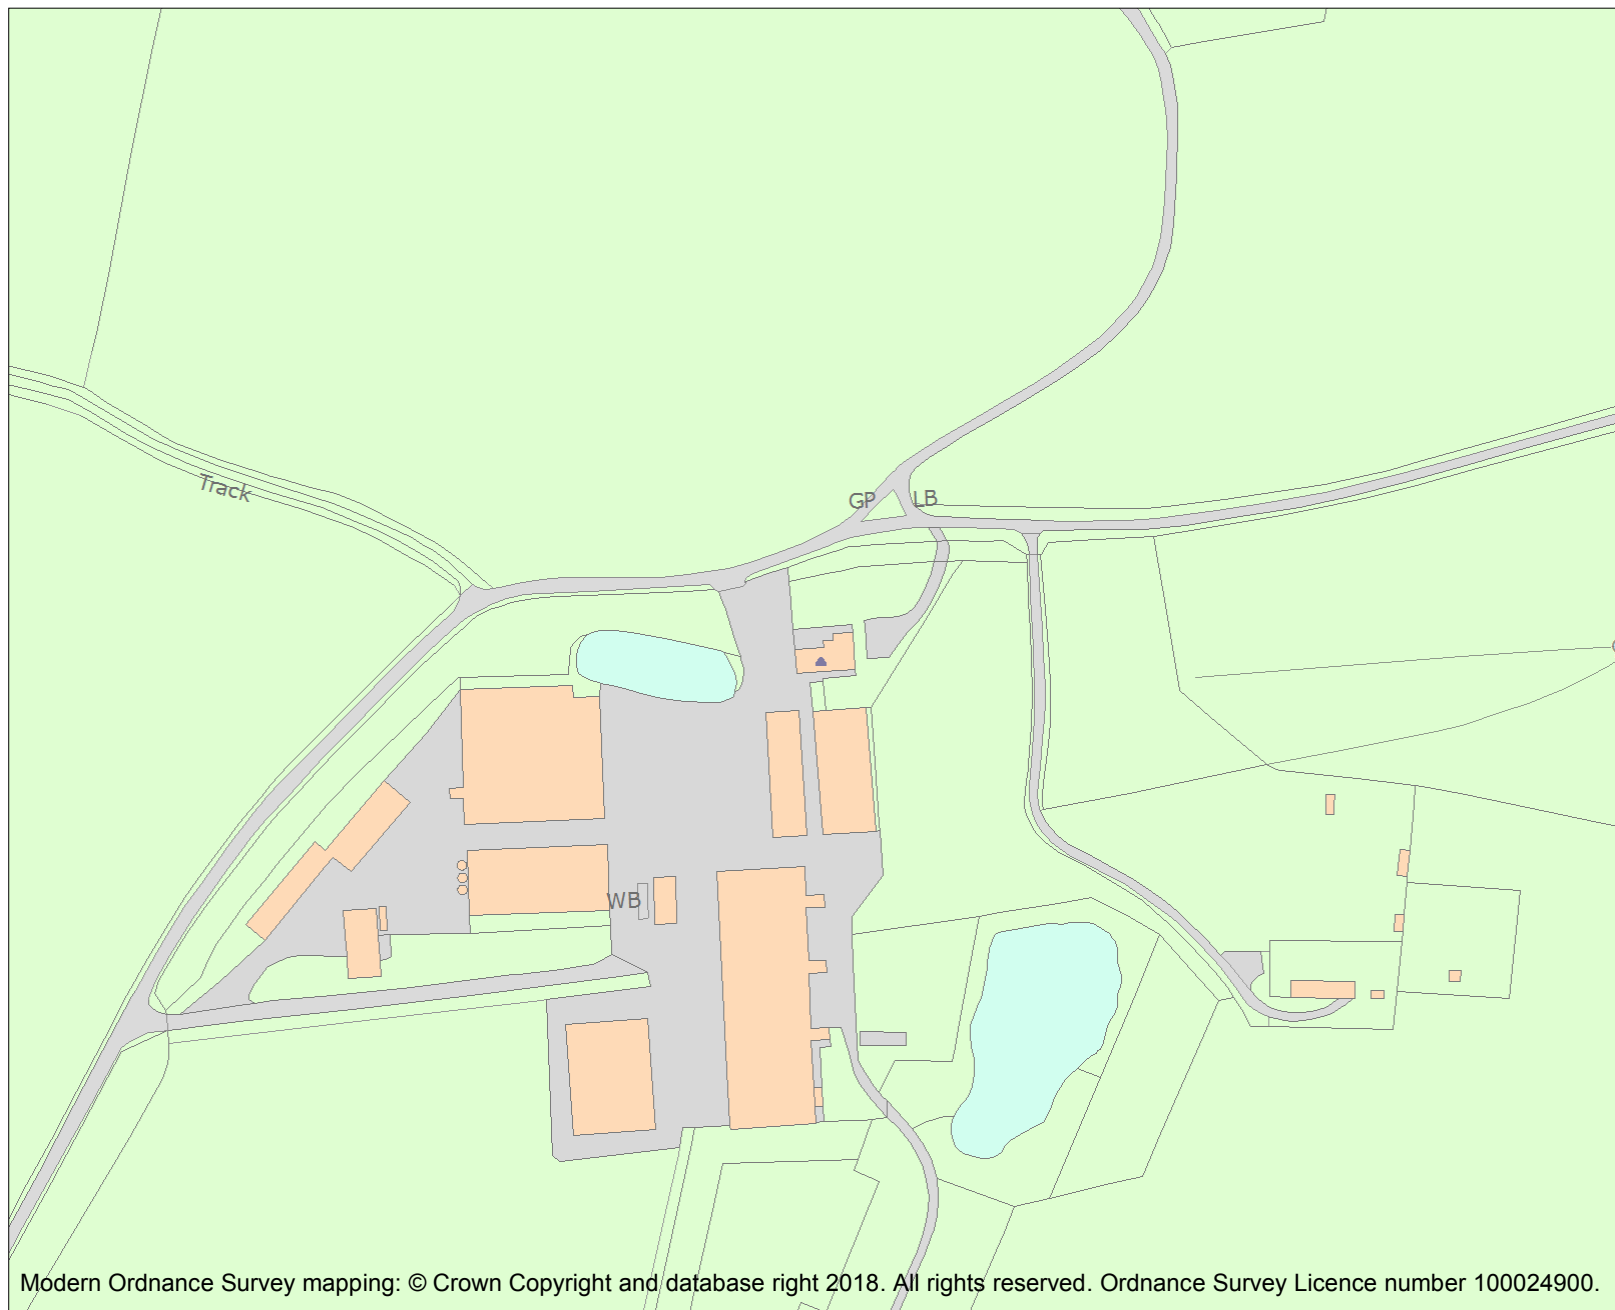 Track
GP LB
WB
Modern Ordnance Survey mapping: © Crown Copyright and database right 2018. All rights reserved. Ordnance Survey Licence number 100024900.